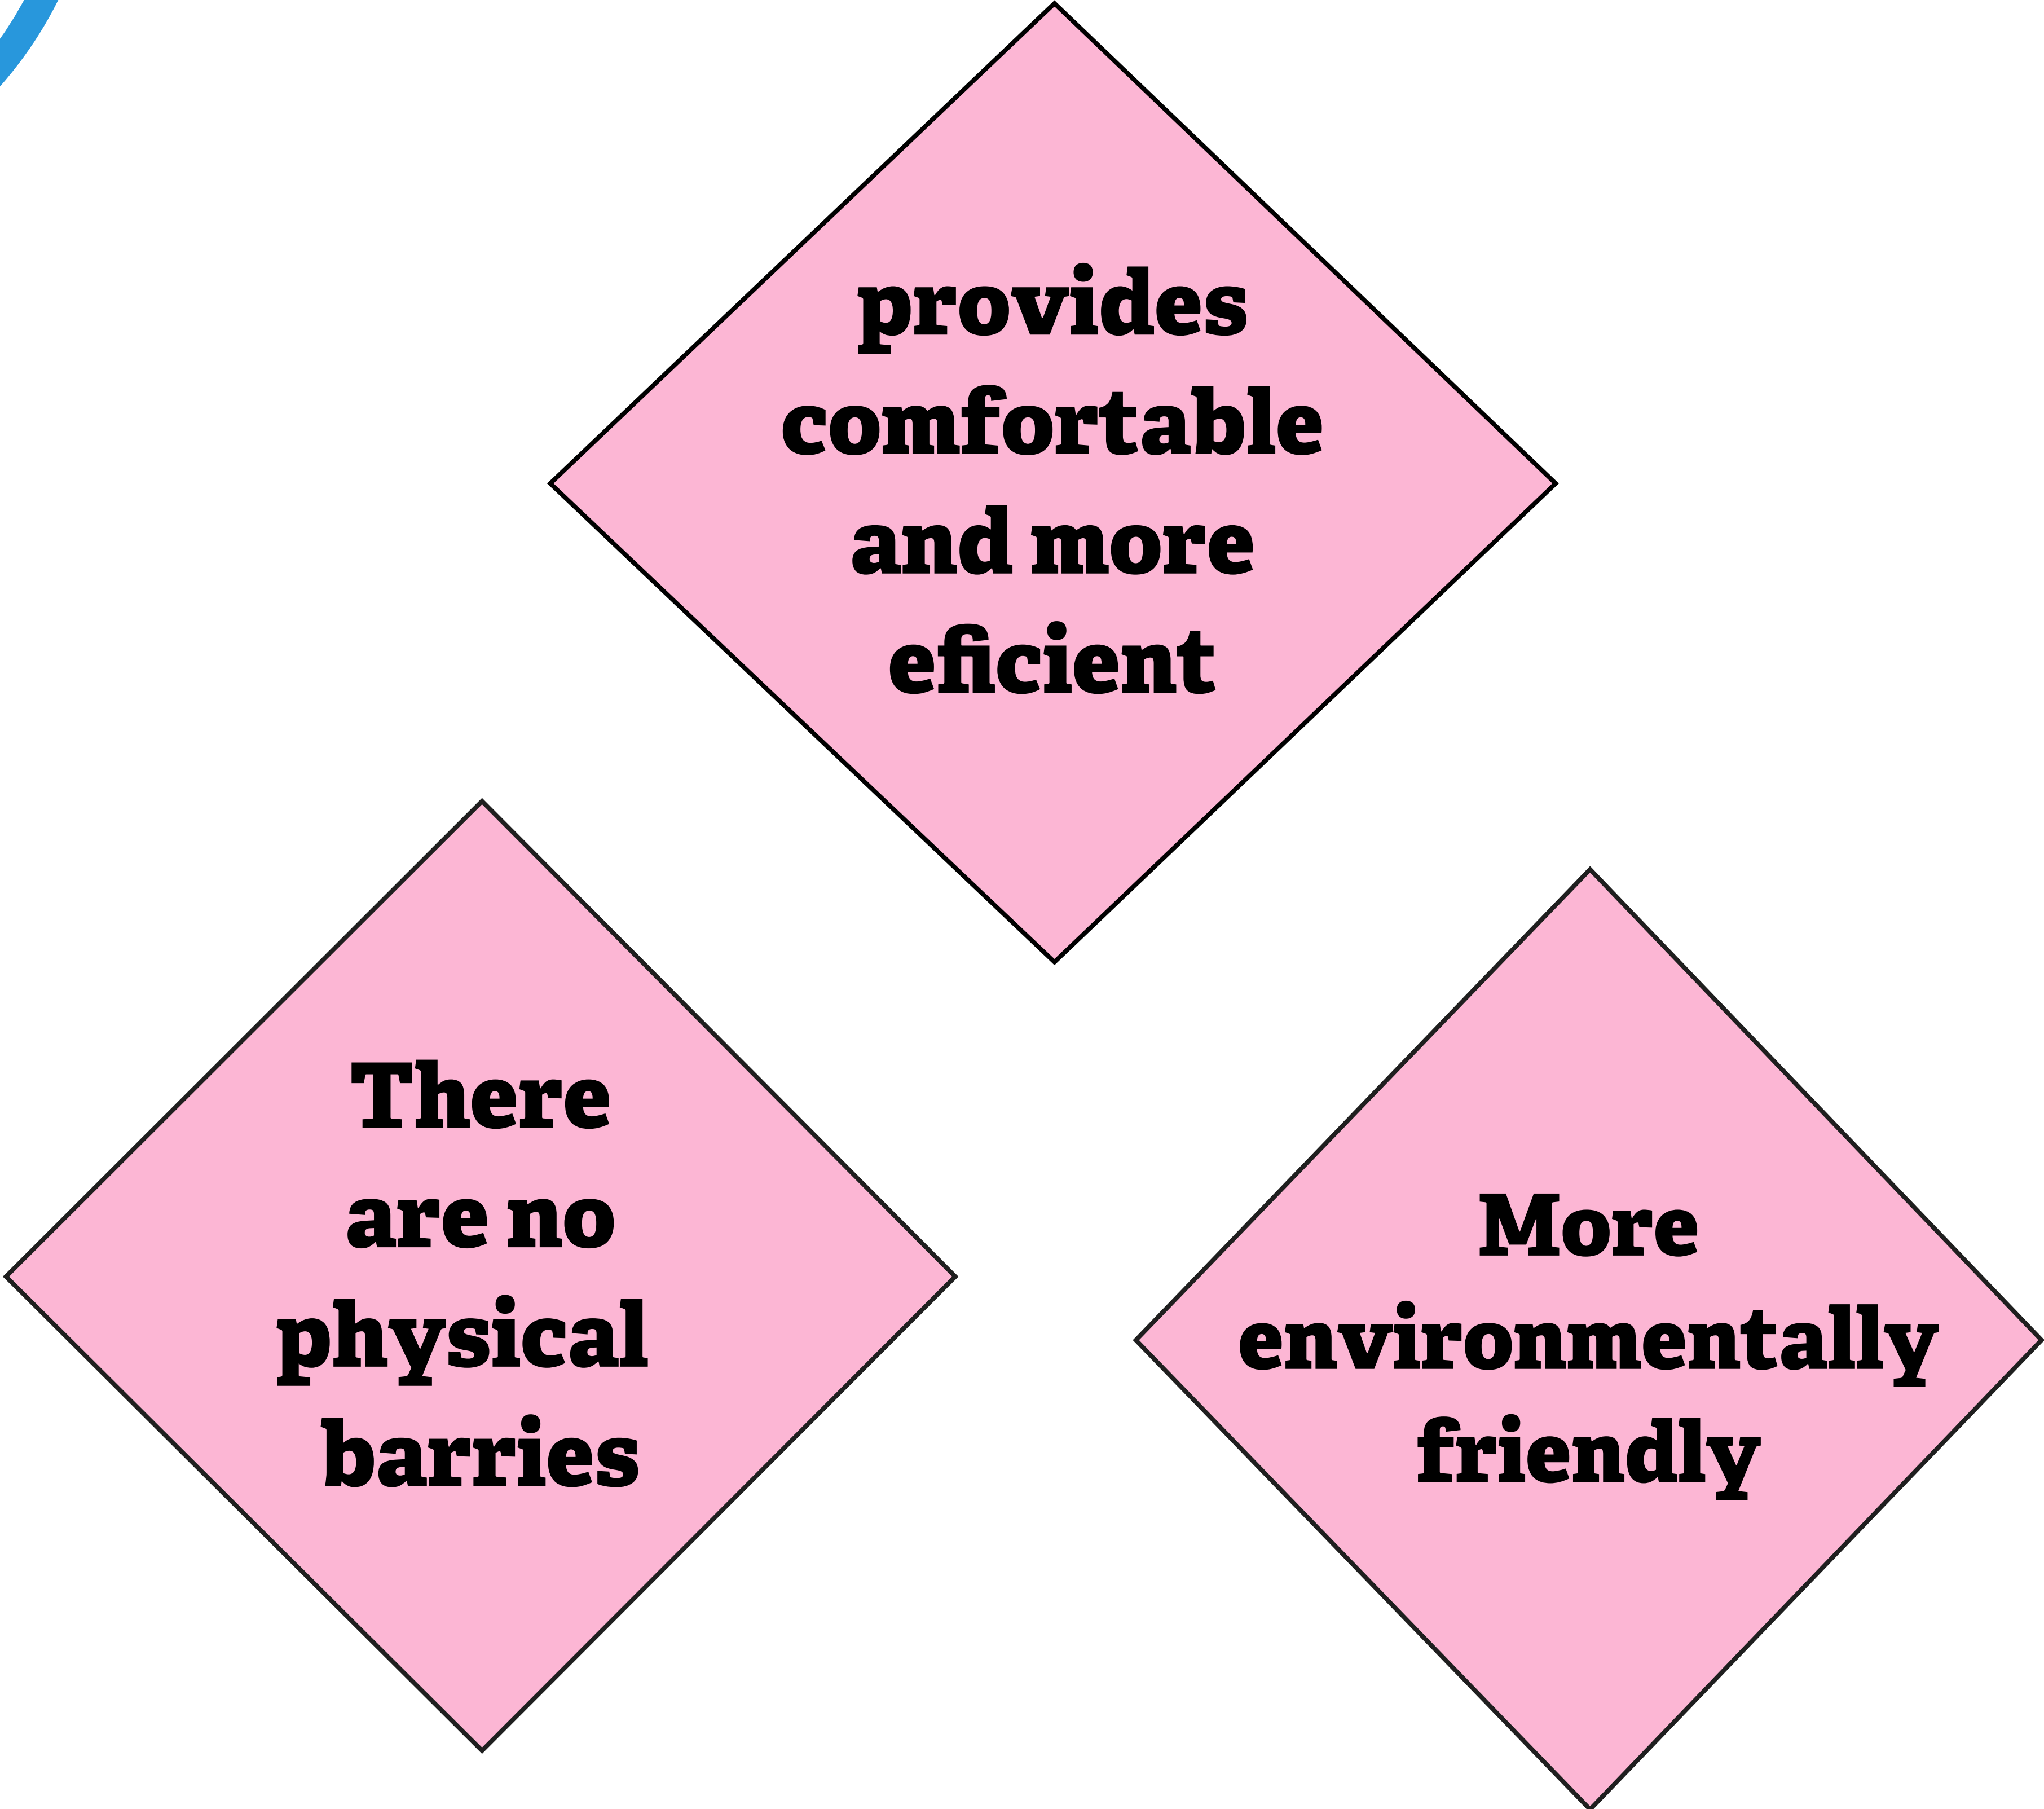 provides
comfortable
and more
eficient
There
are no
physical
barries
More
environmentally
friendly